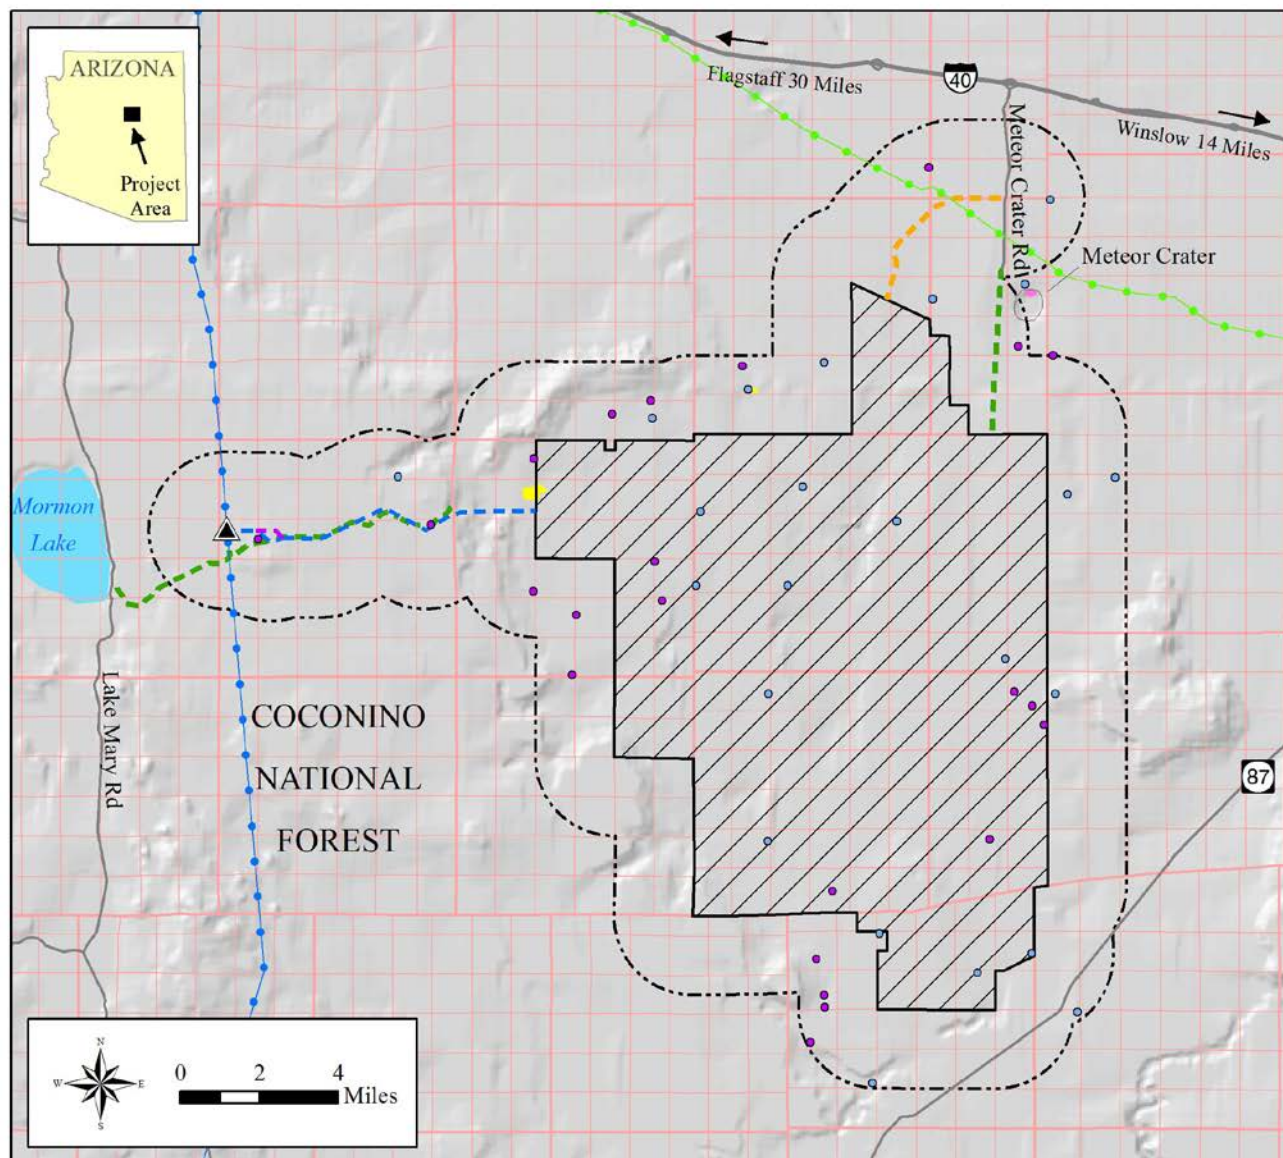 ARIZONA
Project
Area
Flagstaff 30 Miles
40
Winslow 14 Miles
Meteor Crater Rd
Meteor Crater
Mormon
Lake
Lake Mary Rd
COCONINO
NATIONAL
FOREST
87
N
W
E
S
0 2 4
Miles